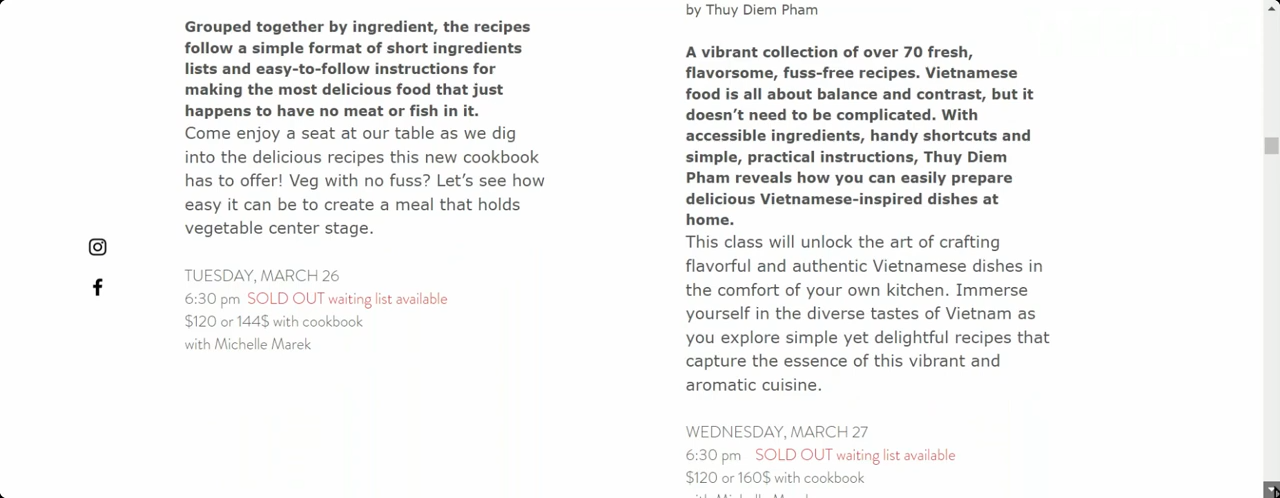 Grouped together by ingredient, the recipes
follow a simple format of short ingredients
lists and easy-to-follow instructions for
making the most delicious food that just
happens to have no meat or fish in it.
Come enjoy a seat at our table as we dig
into the delicious recipes this new cookbook
has to offer! Veg with no fuss? Let’s see how
easy it can be to create a meal that holds
vegetable center stage.
TUESDAY, MARCH 26
6:30 pm  SOLD OUT waiting list available
$120 or 144$ with cookbook
with Michelle Marek
by Thuy Diem Pham
A vibrant collection of over 70 fresh,
flavorsome, fuss-free recipes. Vietnamese
food is all about balance and contrast, but it
doesn’t need to be complicated. With
accessible ingredients, handy shortcuts and
simple, practical instructions, Thuy Diem
Pham reveals how you can easily prepare
delicious Vietnamese-inspired dishes at
home.
This class will unlock the art of crafting
flavorful and authentic Vietnamese dishes in
the comfort of your own kitchen. Immerse
yourself in the diverse tastes of Vietnam as
you explore simple yet delightful recipes that
capture the essence of this vibrant and
aromatic cuisine.
WEDNESDAY, MARCH 27
6:30 pm   SOLD OUT waiting list available
$120 or 160$ with cookbook